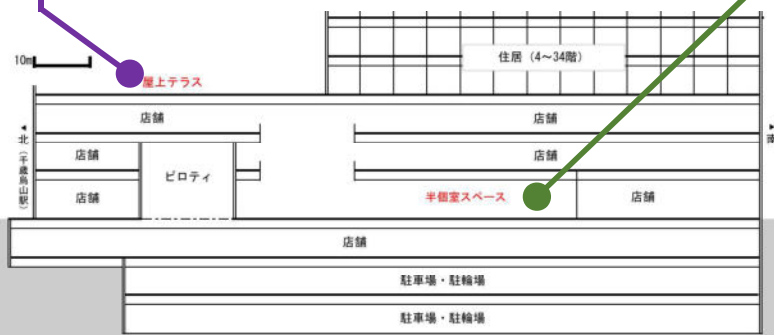 住居（4～34階）
10m
屋上テラス
店舗
店舗
◀北（千歳烏山駅）
▶南
店舗
ピロティ
店舗
店舗
半個室スペース
店舗
店舗
駐車場・駐輪場
駐車場・駐輪場